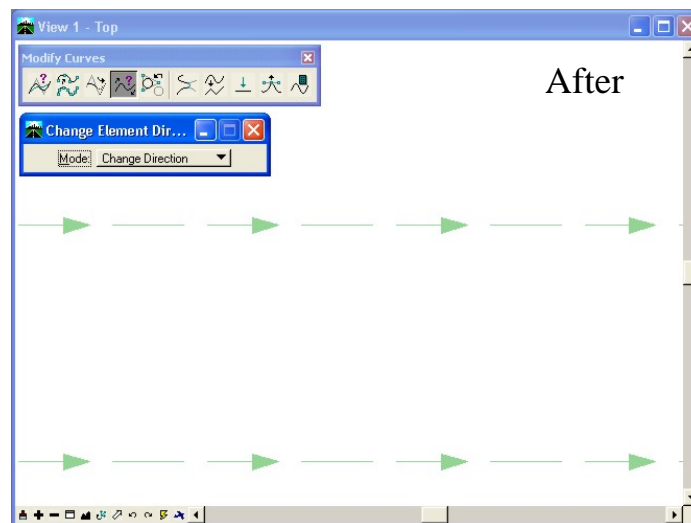 View 1 - Top
Modify Curves
After
Change Element Dir...
Mode: Change Direction